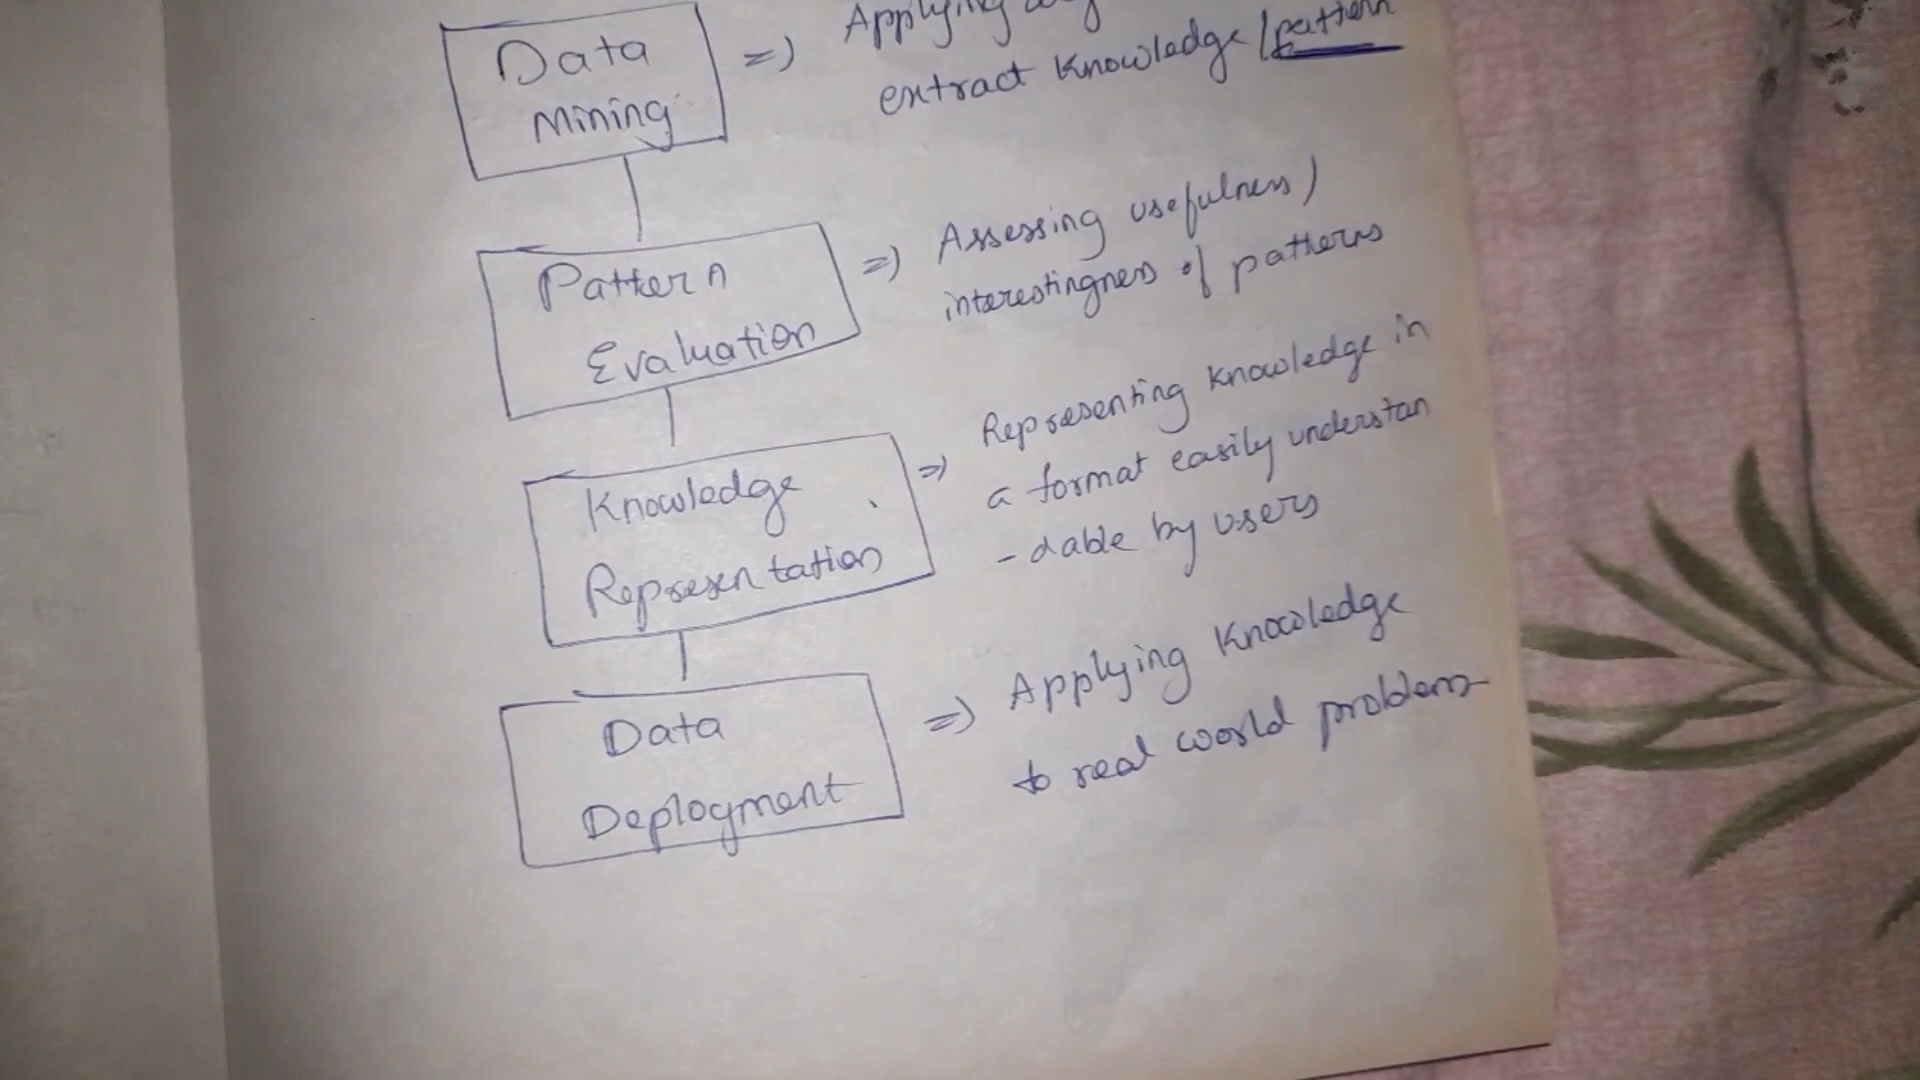 Data
Mining
=) Applying
extract Knowledge / pattern
Pattern
Evaluation
=) Assessing usefulness /
interestingness of patterns
Knowledge
Representation
=) Representing Knowledge in
a format easily understan
-dable by users
Data
Deployment
=) Applying Knowledge
to real world problems